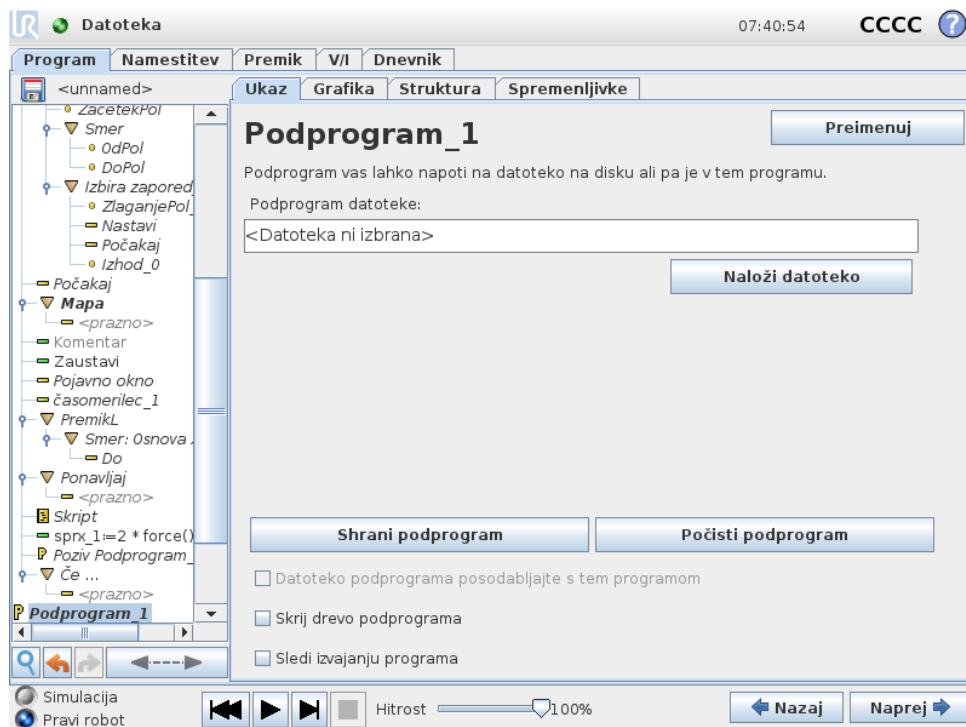 UR Datoteka 07:40:54 CCCC ?
Program Namestitev Premik V/I Dnevnik
<unnamed>
Ukaz Grafika Struktura Spremenljivke
ZacetekPol
Smer
OdPol
DoPol
Izbira zapored
ZlaganjePol_
Nastavi
Počakaj
Izhod_0
Počakaj
Mapa
<prazno>
Komentar
Zaustavi
Pojavno okno
časomerilec_1
PremikL
Smer: Osnova
Do
Ponavljaj
<prazno>
Skript
sprx_1:=2 * force()
Poziv Podprogram_
Če ...
<prazno>
Podprogram_1
Podprogram_1
Preimenuj
Podprogram vas lahko napoti na datoteko na disku ali pa je v tem programu.
Podprogram datoteke:
<Datoteka ni izbrana>
Naloži datoteko
Shrani podprogram Počisti podprogram
Datoteko podprograma posodabljajte s tem programom
Skrij drevo podprograma
Sledi izvajanju programa
Simulacija
Pravi robot
Hitrost 100%
Nazaj Naprej